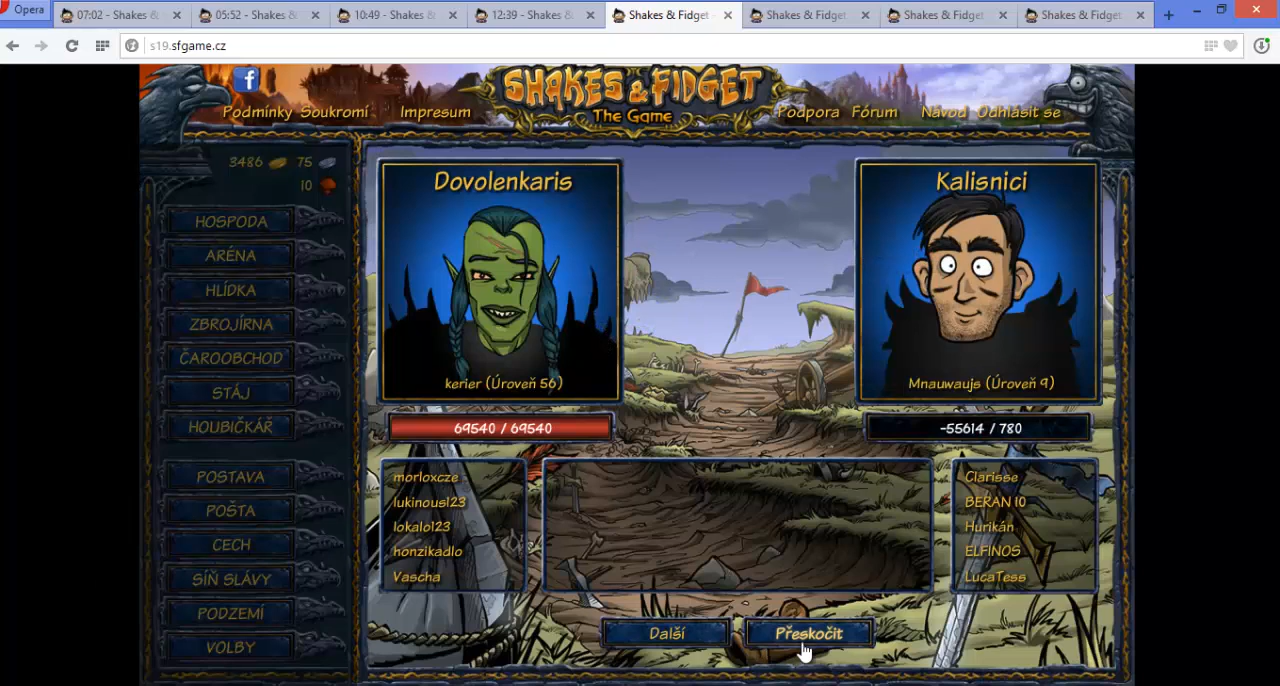 Opera
07:02 - Shakes &
05:52 - Shakes &
10:49 - Shakes &
12:39 - Shakes &
Shakes & Fidget -
Shakes & Fidget
Shakes & Fidget
Shakes & Fidget
s19.sfgame.cz
SHAKES & FIDGET
The Game
Podmínky Soukromí Impresum
Podpora Fórum Návod Odhlásit se
3486 75
10
HOSPODA
ARÉNA
HLÍDKA
ZBROJÍRNA
ČAROOBCHOD
STÁJ
HOUBIČKÁŘ
POSTAVA
POŠTA
CECH
SÍŇ SLÁVY
PODZEMÍ
VOLBY
Dovolenkaris
kerier (Úroveň 56)
69540 / 69540
morloxcze
lukinous123
lokalo123
honzikadlo
Vascha
Kalisnici
Mnauwaujs (Úroveň 9)
-55614 / 780
Clarisse
BERAN 10
Hurikán
ELFINOS
LucaTess
Další
Přeskočit